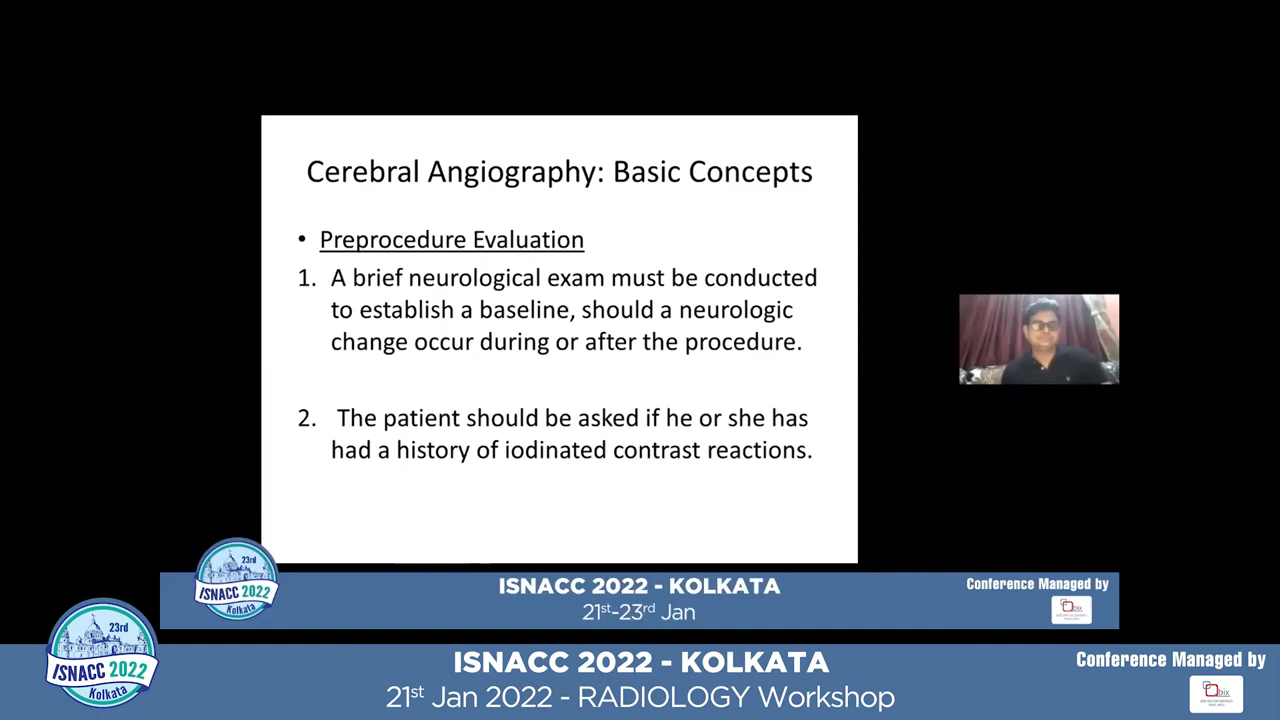 Cerebral Angiography: Basic Concepts
• Preprocedure Evaluation
1. A brief neurological exam must be conducted
to establish a baseline, should a neurologic
change occur during or after the procedure.
2. The patient should be asked if he or she has
had a history of iodinated contrast reactions.
23rd
ISNACC 2022
Kolkata
ISNACC 2022 - KOLKATA
21st-23rd Jan
Conference Managed by
23rd
ISNACC 2022
Kolkata
ISNACC 2022 - KOLKATA
21st Jan 2022 - RADIOLOGY Workshop
Conference Managed by
bix